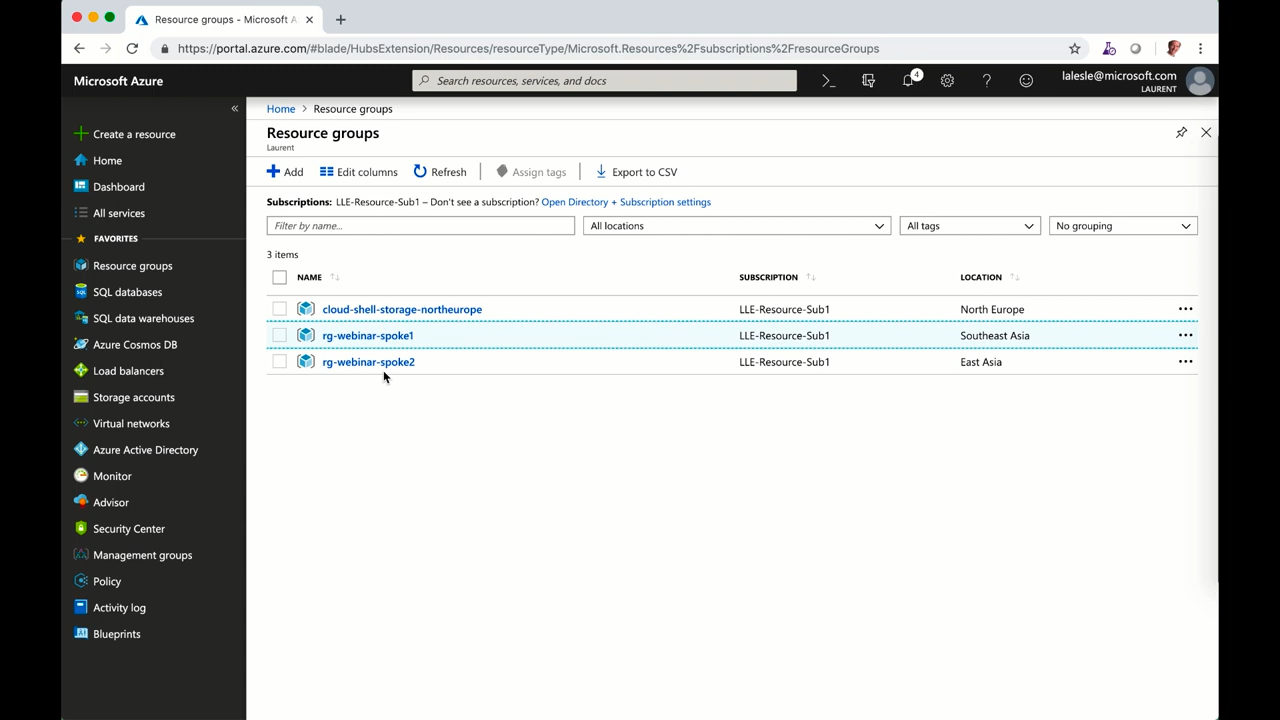 Resource groups - Microsoft A
https://portal.azure.com/#blade/HubsExtension/Resources/resourceType/Microsoft.Resources%2Fsubscriptions%2FresourceGroups
Microsoft Azure
Search resources, services, and docs
4
lalesle@microsoft.com
LAURENT
Create a resource
Home
Dashboard
All services
FAVORITES
Resource groups
SQL databases
SQL data warehouses
Azure Cosmos DB
Load balancers
Storage accounts
Virtual networks
Azure Active Directory
Monitor
Advisor
Security Center
Management groups
Policy
Activity log
Blueprints
Home > Resource groups
Resource groups
Laurent
Add Edit columns Refresh Assign tags Export to CSV
Subscriptions: LLE-Resource-Sub1 – Don't see a subscription? Open Directory + Subscription settings
Filter by name... All locations All tags No grouping
3 items
NAME SUBSCRIPTION LOCATION
cloud-shell-storage-northeurope LLE-Resource-Sub1 North Europe
rg-webinar-spoke1 LLE-Resource-Sub1 Southeast Asia
rg-webinar-spoke2 LLE-Resource-Sub1 East Asia